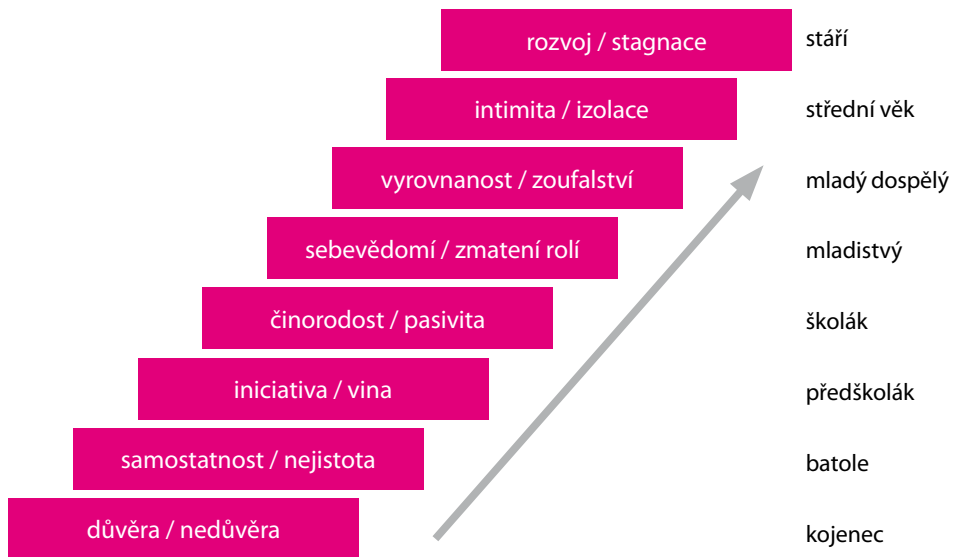 rozvoj / stagnace stáří
intimita / izolace střední věk
vyrovnanost / zoufalství mladý dospělý
sebevědomí / zmatení rolí mladistvý
činorodost / pasivita školák
iniciativa / vina předškolák
samostatnost / nejistota batole
důvěra / nedůvěra kojenec